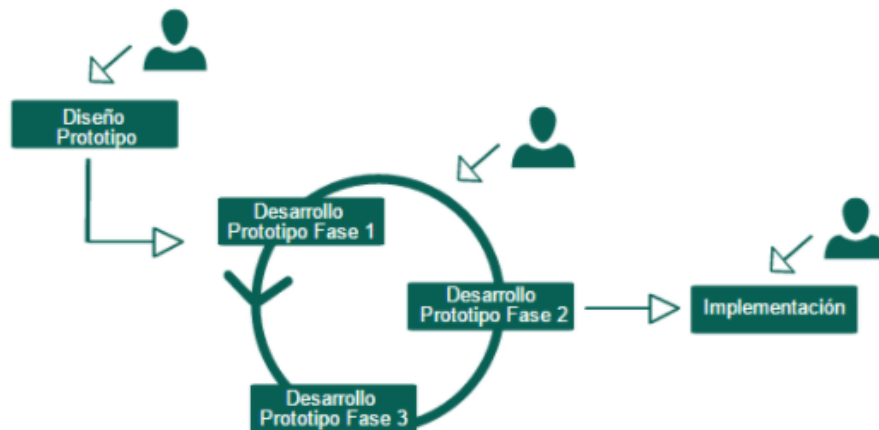 Diseño
Prototipo
Desarrollo
Prototipo Fase 1
Desarrollo
Prototipo Fase 2
Implementación
Desarrollo
Prototipo Fase 3